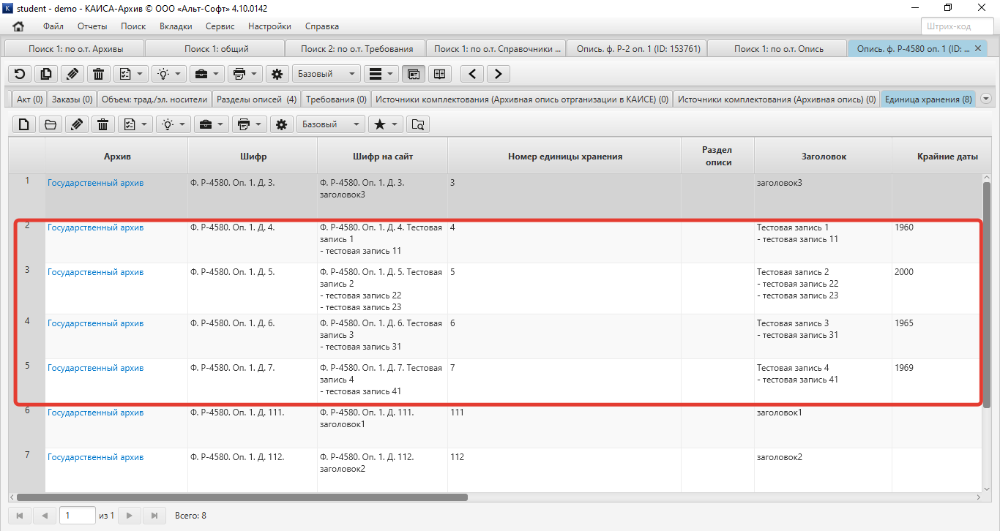 student - demo - КАИСА-Архив © ООО «Альт-Софт» 4.10.0142
Файл Отчеты Поиск Вкладки Сервис Настройки Справка Штрих-код
Поиск 1: по о.т. Архивы Поиск 1: общий Поиск 2: по о.т. Требования Поиск 1: по о.т. Справочники ... Опись. ф. Р-2 оп. 1 (ID: 153761) Поиск 1: по о.т. Опись Опись. ф. Р-4580 оп. 1 (ID: ...
Базовый
Акт (0) Заказы (0) Объем: трад./эл. носители Разделы описей (4) Требования (0) Источники комплектования (Архивная опись отрганизации в КАИСЕ) (0) Источники комплектования (Архивная опись) (0) Единица хранения (8)
Базовый
Архив Шифр Шифр на сайт Номер единицы хранения Раздел описи Заголовок Крайние даты
1 Государственный архив Ф. Р-4580. Оп. 1. Д. 3. Ф. Р-4580. Оп. 1. Д. 3. 3 заголовок3
заголовок3
2 Государственный архив Ф. Р-4580. Оп. 1. Д. 4. Ф. Р-4580. Оп. 1. Д. 4. Тестовая 4 Тестовая запись 1 1960
запись 1 - тестовая запись 11
- тестовая запись 11
3 Государственный архив Ф. Р-4580. Оп. 1. Д. 5. Ф. Р-4580. Оп. 1. Д. 5. Тестовая 5 Тестовая запись 2 2000
запись 2 - тестовая запись 22
- тестовая запись 22 - тестовая запись 23
- тестовая запись 23
4 Государственный архив Ф. Р-4580. Оп. 1. Д. 6. Ф. Р-4580. Оп. 1. Д. 6. Тестовая 6 Тестовая запись 3 1965
запись 3 - тестовая запись 31
- тестовая запись 31
5 Государственный архив Ф. Р-4580. Оп. 1. Д. 7. Ф. Р-4580. Оп. 1. Д. 7. Тестовая 7 Тестовая запись 4 1969
запись 4 - тестовая запись 41
- тестовая запись 41
6 Государственный архив Ф. Р-4580. Оп. 1. Д. 111. Ф. Р-4580. Оп. 1. Д. 111. 111 заголовок1
заголовок1
7 Государственный архив Ф. Р-4580. Оп. 1. Д. 112. Ф. Р-4580. Оп. 1. Д. 112. 112 заголовок2
заголовок2
1 из 1 Всего: 8